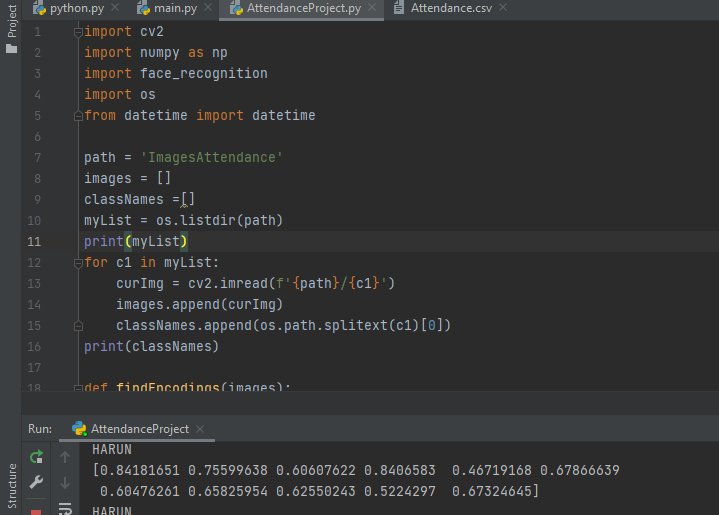 Project
python.py × main.py × AttendanceProject.py × Attendance.csv ×
1 import cv2
2 import numpy as np
3 import face_recognition
4 import os
5 from datetime import datetime
6
7 path = 'ImagesAttendance'
8 images = []
9 classNames =[]
10 myList = os.listdir(path)
11 print(myList)
12 for c1 in myList:
13     curImg = cv2.imread(f'{path}/{c1}')
14     images.append(curImg)
15     classNames.append(os.path.splitext(c1)[0])
16 print(classNames)
17
18 def findEncodings(images):
Run: AttendanceProject ×
HARUN
[0.84181651 0.75599638 0.60607622 0.8406583  0.46719168 0.67866639
 0.60476261 0.65825954 0.62550243 0.5224297  0.67324645]
HARUN
Structure